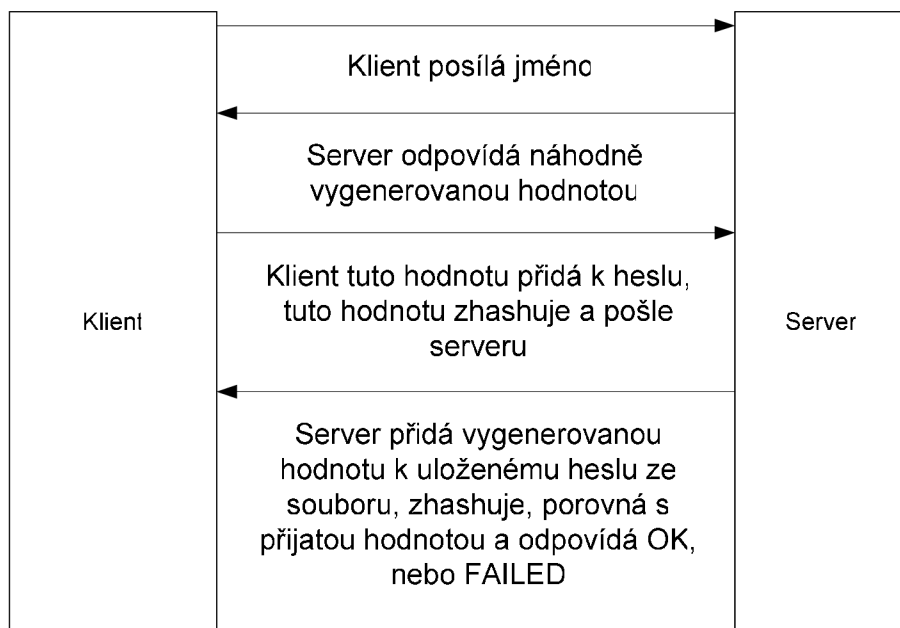 Klient posílá jméno
Server odpovídá náhodně
vygenerovanou hodnotou
Klient tuto hodnotu přidá k heslu,
tuto hodnotu zhashuje a pošle
serveru
Klient
Server
Server přidá vygenerovanou
hodnotu k uloženému heslu ze
souboru, zhashuje, porovná s
přijatou hodnotou a odpovídá OK,
nebo FAILED